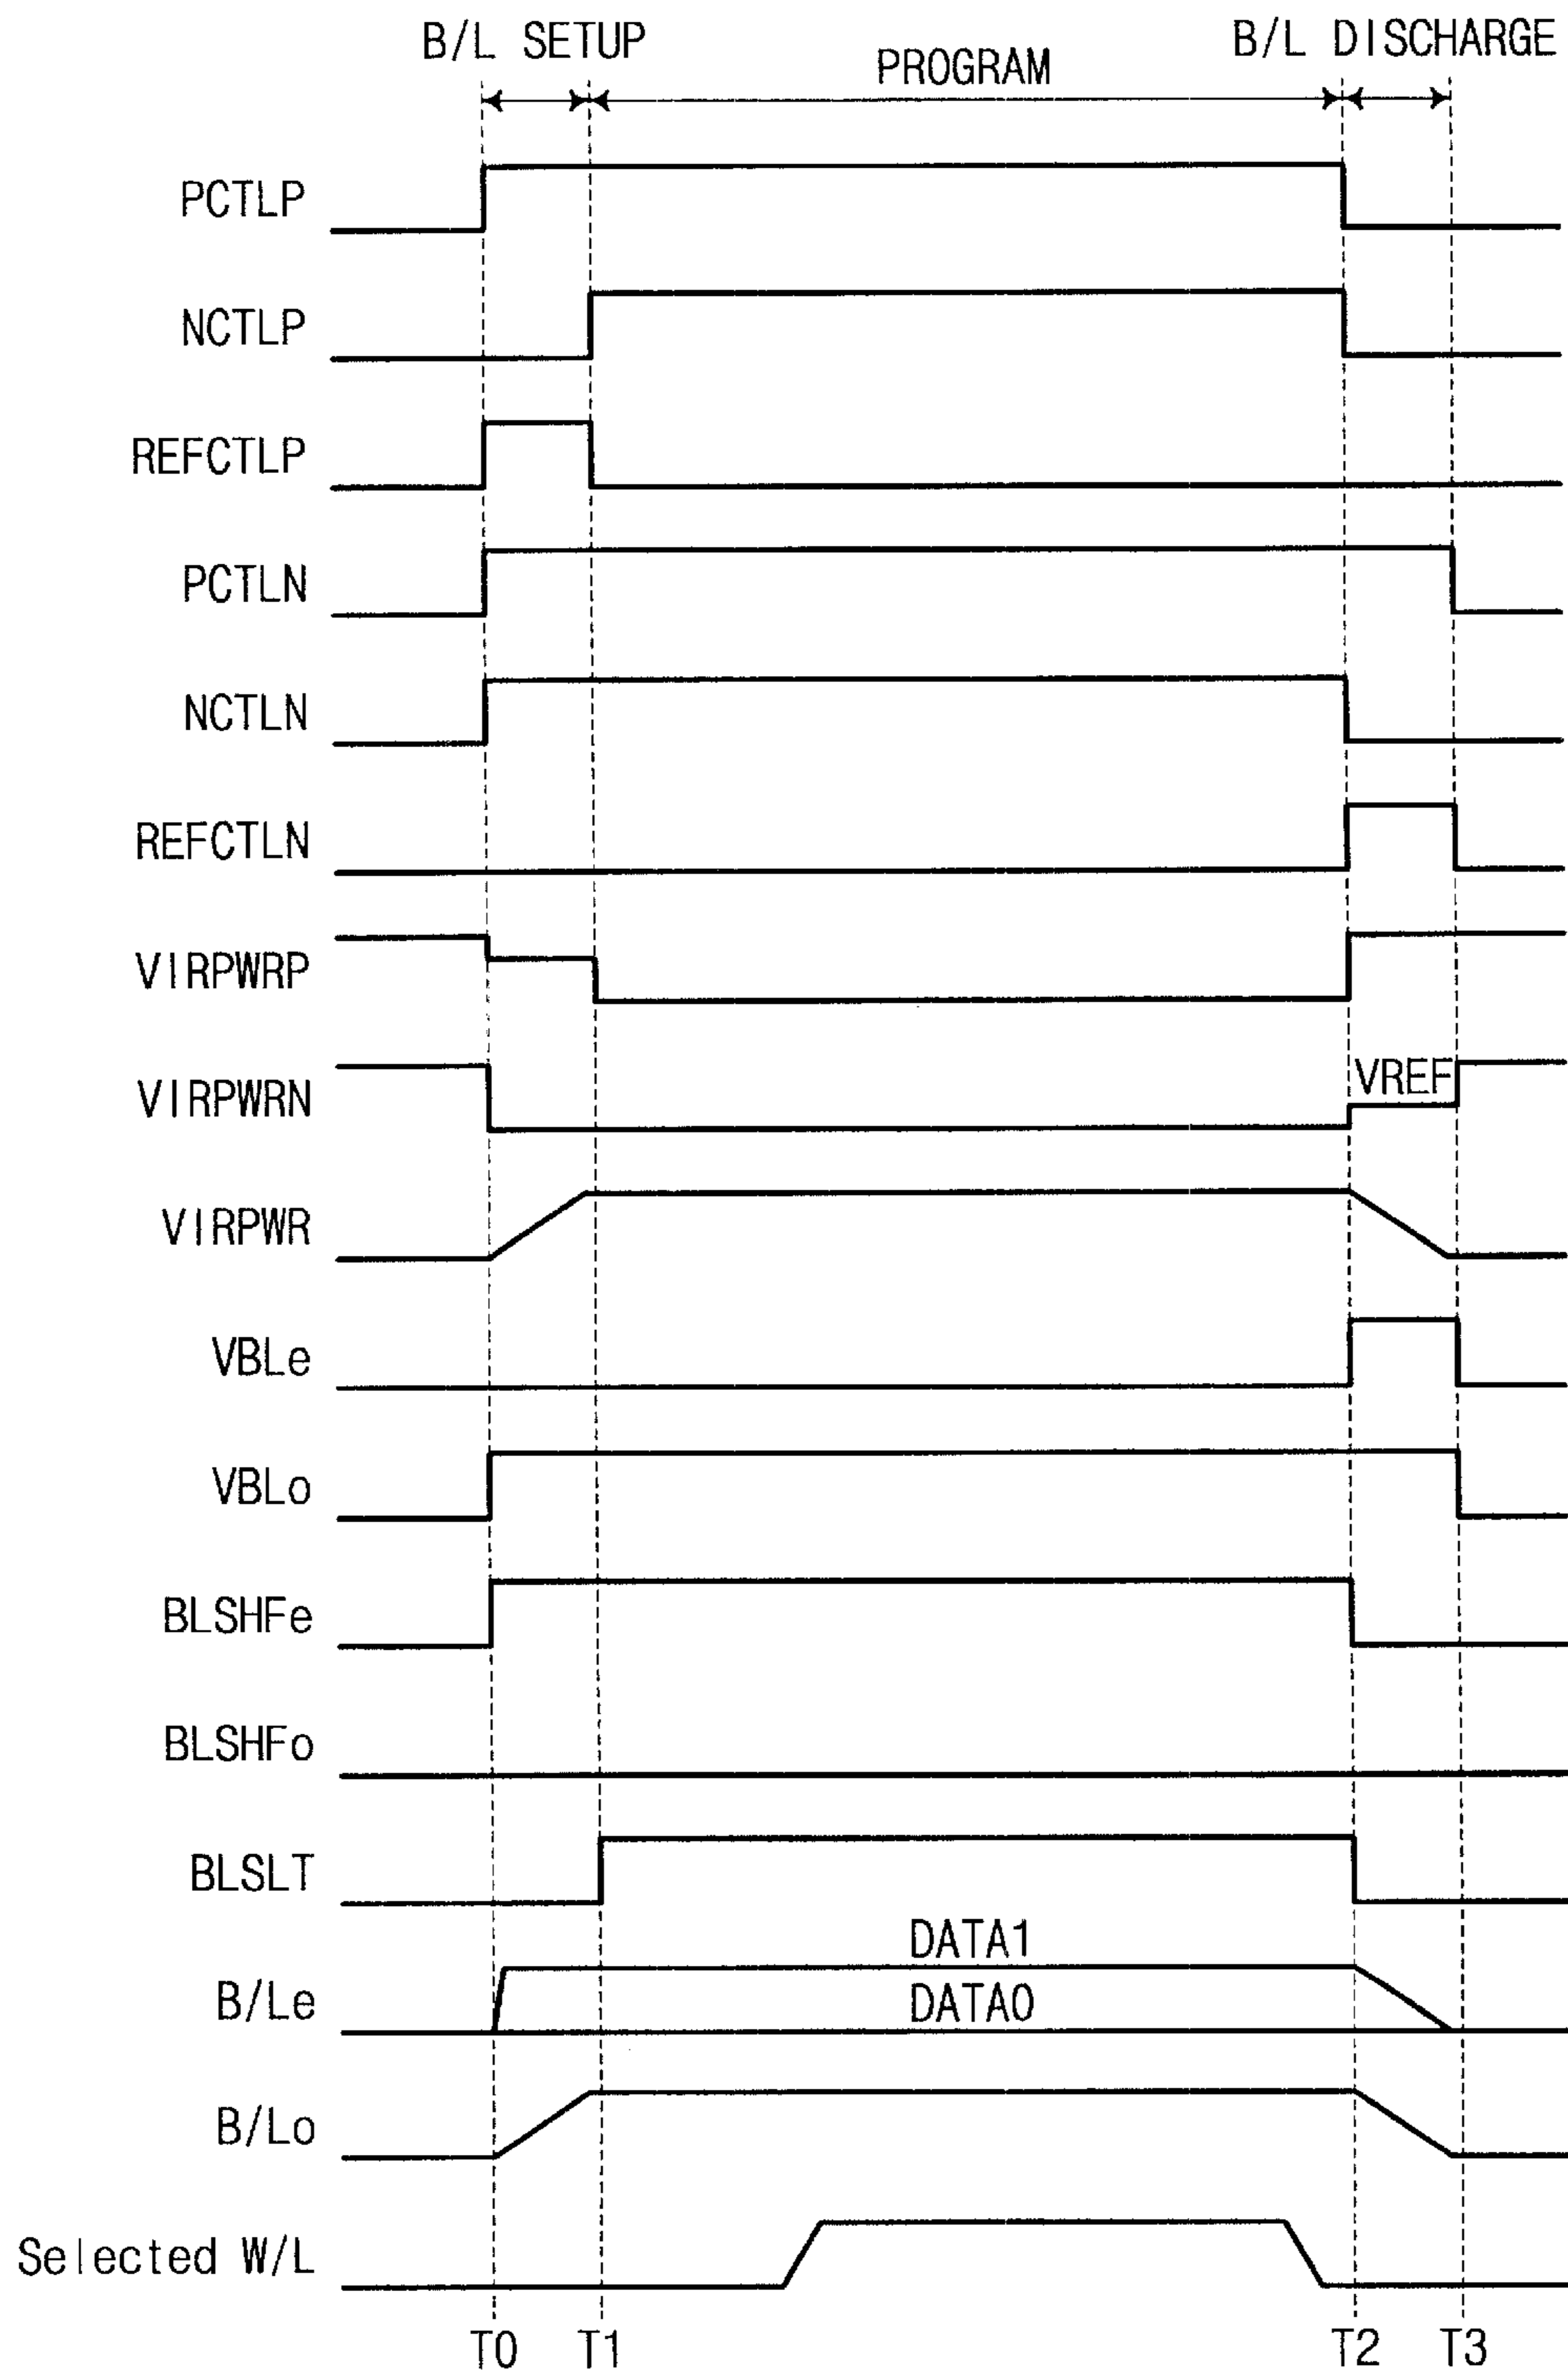 B/L SETUP
PROGRAM
B/L DISCHARGE
PCTLP
NCTLP
REFCTLP
PCTLN
NCTLN
REFCTLN
VIRPWRP
VIRPWRN
VREF
VIRPWR
VBLe
VBLo
BLSHFe
BLSHFo
BLSLT
DATA1
B/Le
DATA0
B/Lo
Selected W/L
T0 T1 T2 T3